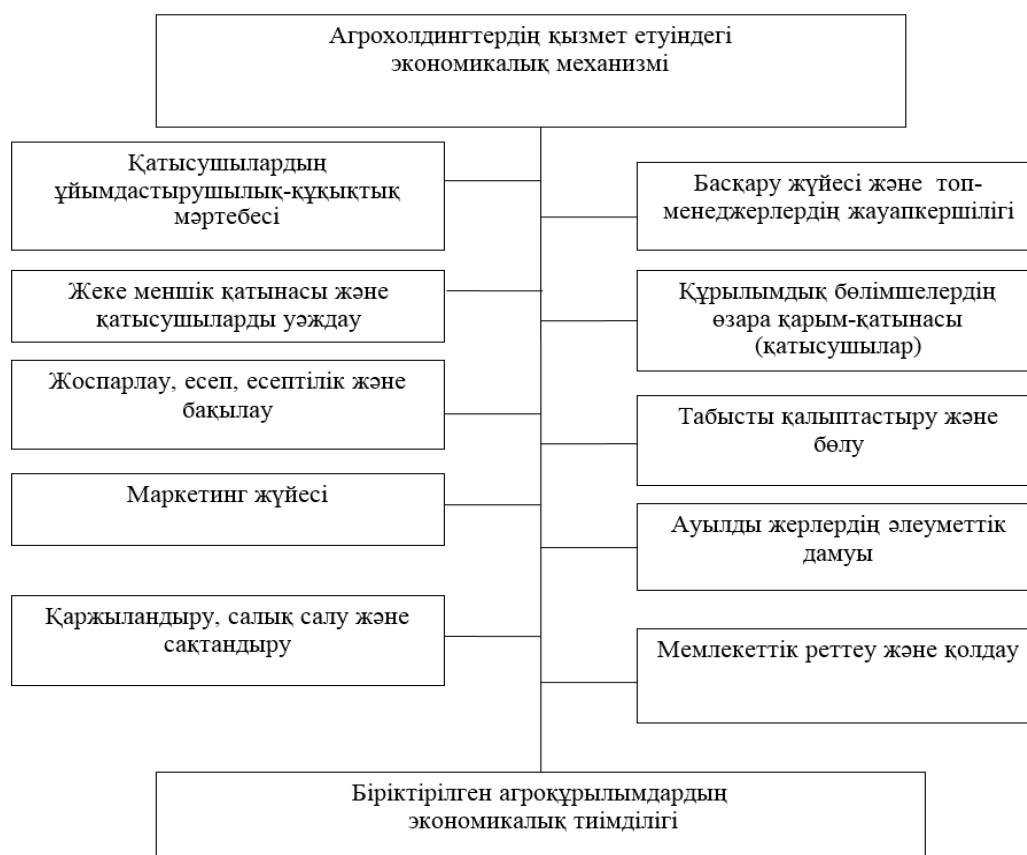 Агрохолдингтердің қызмет етуіндегі
экономикалық механизмі
Қатысушылардың
ұйымдастырушылық-құқықтық
мәртебесі
Басқару жүйесі және топ-
менеджерлердің жауапкершілігі
Жеке меншік қатынасы және
қатысушыларды уәждау
Құрылымдық бөлімшелердің
өзара қарым-қатынасы
(қатысушылар)
Жоспарлау, есеп, есептілік және
бақылау
Табысты қалыптастыру және
бөлу
Маркетинг жүйесі
Ауылды жерлердің әлеуметтік
дамуы
Қаржыландыру, салық салу және
сақтандыру
Мемлекеттік реттеу және қолдау
Біріктірілген агроқұрылымдардың
экономикалық тиімділігі